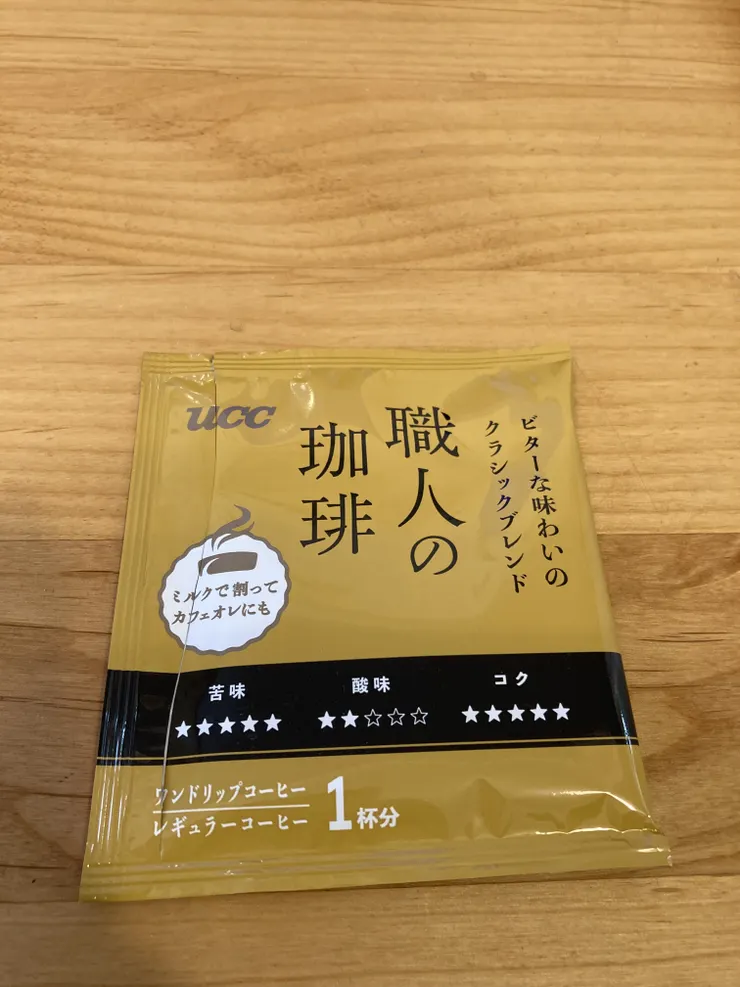 UCC
職人の
珈琲
ビターな味わいの
クラシックブレンド
ミルクで割って
カフェオレにも
苦味
★★★★★
酸味
★★☆☆☆
コク
★★★★★
ワンドリップコーヒー
レギュラーコーヒー
1杯分